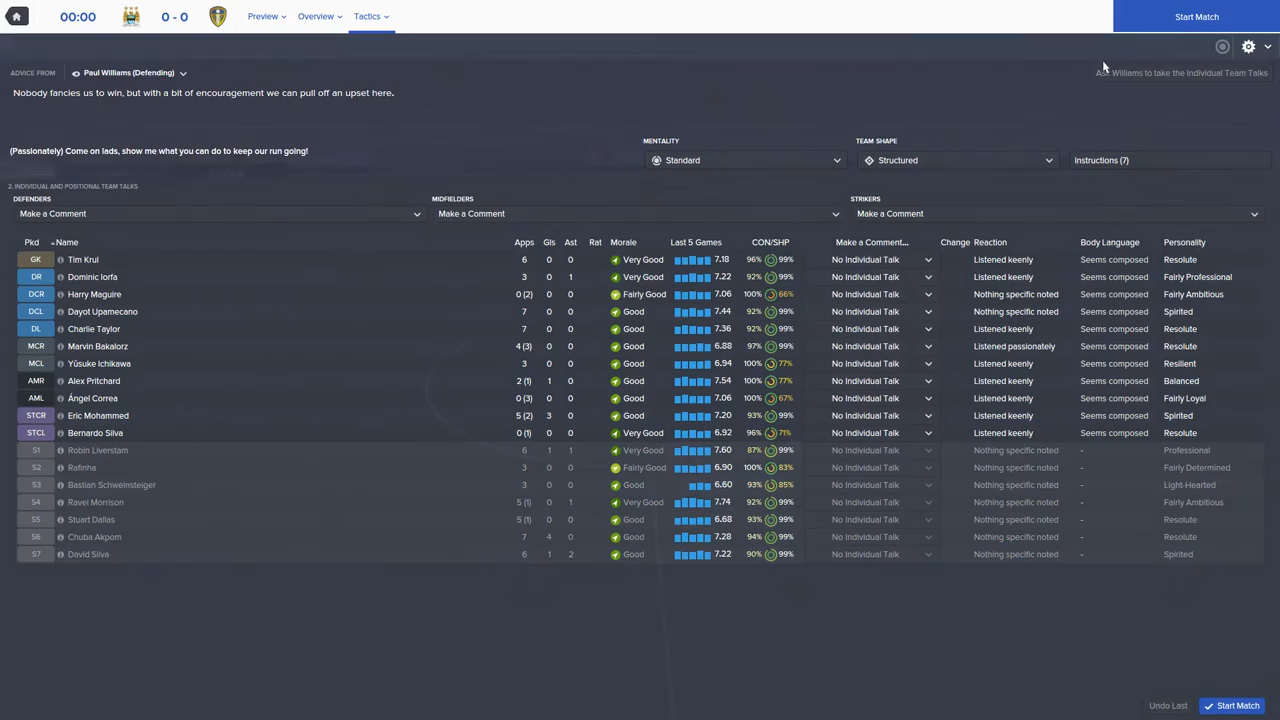 00:00 0 - 0 Preview Overview Tactics Start Match
Ask Williams to take the Individual Team Talks
ADVICE FROM Paul Williams (Defending)
Nobody fancies us to win, but with a bit of encouragement we can pull off an upset here.
MENTALITY TEAM SHAPE
(Passionately) Come on lads, show me what you can do to keep our run going!
Standard Structured Instructions (7)
2. INDIVIDUAL AND POSITIONAL TEAM TALKS
DEFENDERS MIDFIELDERS STRIKERS
Make a Comment Make a Comment Make a Comment
Pkd Name Apps Gls Ast Rat Morale Last 5 Games CON/SHP Make a Comment... Change Reaction Body Language Personality
GK Tim Krul 6 0 0 Very Good 7.18 96% 99% No Individual Talk Listened keenly Seems composed Resolute
DR Dominic Iorfa 3 0 1 Very Good 7.22 92% 99% No Individual Talk Listened keenly Seems composed Fairly Professional
DCR Harry Maguire 0 (2) 0 0 Fairly Good 7.06 100% 66% No Individual Talk Nothing specific noted Seems composed Fairly Ambitious
DCL Dayot Upamecano 7 0 0 Good 7.44 92% 99% No Individual Talk Nothing specific noted Seems composed Spirited
DL Charlie Taylor 7 0 0 Good 7.36 92% 99% No Individual Talk Listened keenly Seems composed Resolute
MCR Marvin Bakalorz 4 (3) 0 0 Good 6.88 97% 99% No Individual Talk Listened passionately Seems composed Resolute
MCL Yūsuke Ichikawa 3 0 0 Good 6.94 100% 77% No Individual Talk Listened keenly Seems composed Resilient
AMR Alex Pritchard 2 (1) 1 0 Good 7.54 100% 77% No Individual Talk Listened keenly Seems composed Balanced
AML Ángel Correa 0 (3) 0 0 Good 7.06 100% 67% No Individual Talk Listened keenly Seems composed Fairly Loyal
STCR Eric Mohammed 5 (2) 3 0 Good 7.20 93% 99% No Individual Talk Listened keenly Seems composed Spirited
STCL Bernardo Silva 0 (1) 0 0 Very Good 6.92 96% 71% No Individual Talk Listened keenly Seems composed Resolute
S1 Robin Liverstam 6 1 1 Very Good 7.60 87% 99% No Individual Talk Nothing specific noted - Professional
S2 Rafinha 3 0 0 Fairly Good 6.90 100% 83% No Individual Talk Nothing specific noted - Fairly Determined
S3 Bastian Schweinsteiger 3 0 0 Good 6.60 93% 85% No Individual Talk Nothing specific noted - Light-Hearted
S4 Ravel Morrison 5 (1) 0 1 Very Good 7.74 92% 99% No Individual Talk Nothing specific noted - Fairly Ambitious
S5 Stuart Dallas 5 (1) 0 0 Good 6.68 93% 99% No Individual Talk Nothing specific noted - Resolute
S6 Chuba Akpom 7 4 0 Good 7.28 94% 99% No Individual Talk Nothing specific noted - Resolute
S7 David Silva 6 1 2 Good 7.22 90% 99% No Individual Talk Nothing specific noted - Spirited
Undo Last Start Match